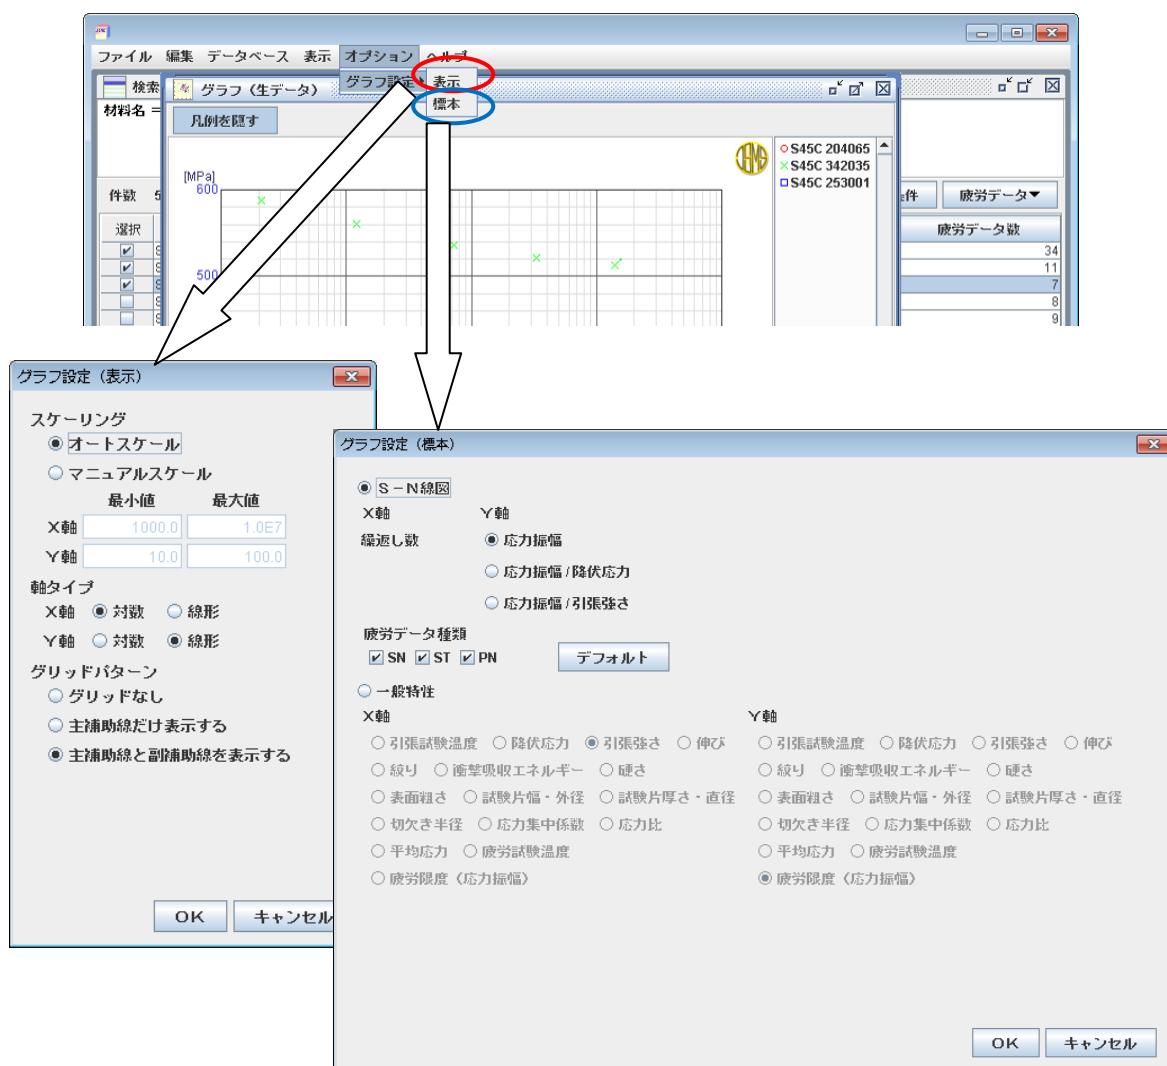 ファイル 編集 データベース 表示 オプション ヘルプ
グラフ設定 表示
標本
検索
グラフ（生データ）
材料名 =
凡例を隠す
S45C 204065
S45C 342035
S45C 253001
[MPa]
600
500
件数 5
件 疲労データ▼
選択 疲労データ数
34
11
7
8
9
グラフ設定（表示）
スケーリング
オートスケール
マニュアルスケール
最小値 最大値
X軸 1000.0 1.0E7
Y軸 10.0 100.0
軸タイプ
X軸 対数 線形
Y軸 対数 線形
グリッドパターン
グリッドなし
主補助線だけ表示する
主補助線と副補助線を表示する
OK キャンセル
グラフ設定（標本）
S－N線図
X軸 Y軸
繰返し数 応力振幅
応力振幅/降伏応力
応力振幅/引張強さ
疲労データ種類
SN ST PN デフォルト
一般特性
X軸 Y軸
引張試験温度 降伏応力 引張強さ 伸び 引張試験温度 降伏応力 引張強さ 伸び
絞り 衝撃吸収エネルギー 硬さ 絞り 衝撃吸収エネルギー 硬さ
表面粗さ 試験片幅・外径 試験片厚さ・直径 表面粗さ 試験片幅・外径 試験片厚さ・直径
切欠き半径 応力集中係数 応力比 切欠き半径 応力集中係数 応力比
平均応力 疲労試験温度 平均応力 疲労試験温度
疲労限度（応力振幅） 疲労限度（応力振幅）
OK キャンセル